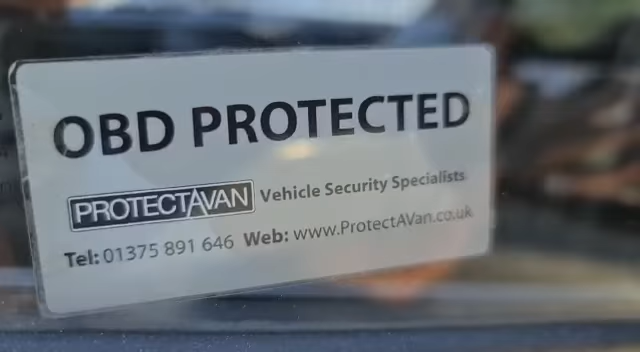 OBD PROTECTED
PROTECTAVAN Vehicle Security Specialists
Tel: 01375 891 646 Web: www.ProtectAVan.co.uk